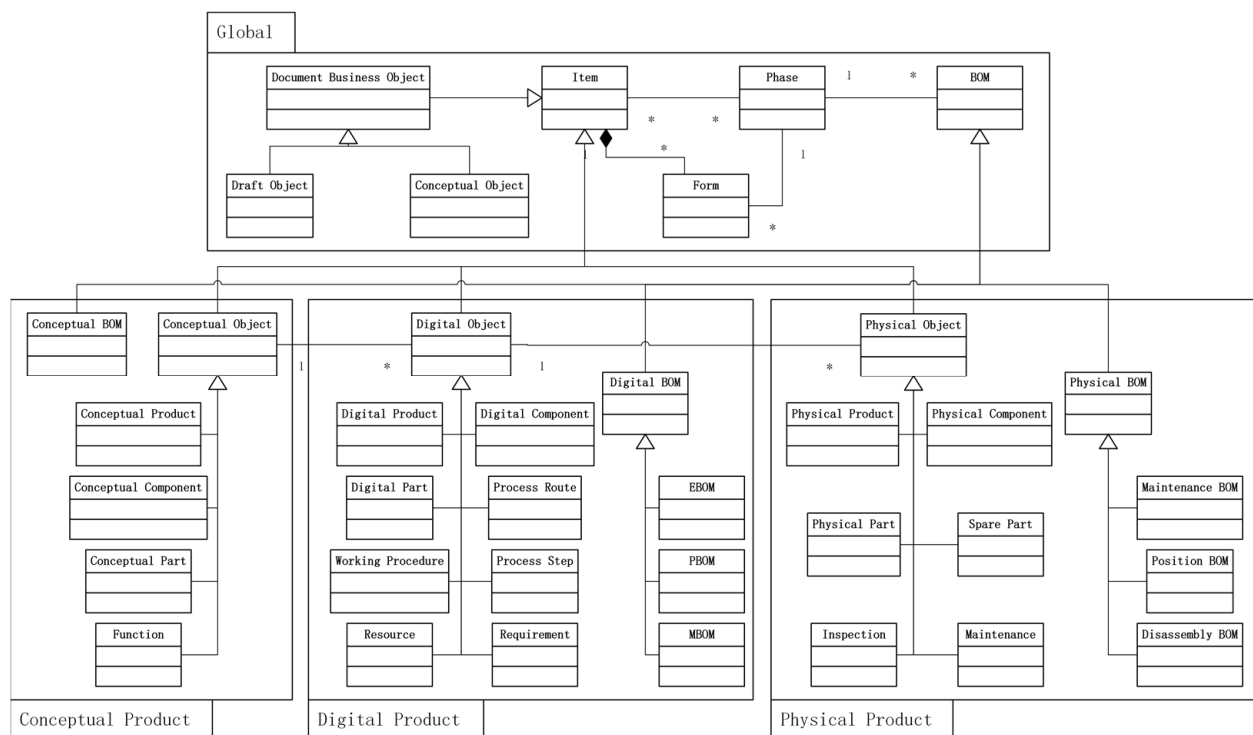 Global
Document Business Object
Item
Phase
1
*
BOM
*
*
1
*
1
Draft Object
Conceptual Object
Form
*
Conceptual BOM
Conceptual Object
Digital Object
Physical Object
1
*
1
*
Digital BOM
Physical BOM
Conceptual Product
Digital Product
Digital Component
Physical Product
Physical Component
Conceptual Component
Digital Part
Process Route
EBOM
Maintenance BOM
Physical Part
Spare Part
Conceptual Part
Working Procedure
Process Step
PBOM
Position BOM
Function
Resource
Requirement
MBOM
Inspection
Maintenance
Disassembly BOM
Conceptual Product
Digital Product
Physical Product